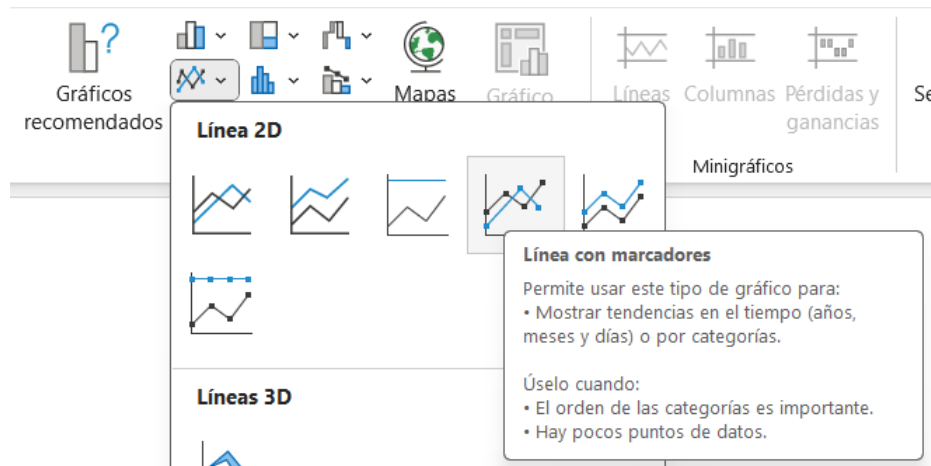 Gráficos
recomendados
Mapas
Gráfico
Líneas Columnas Pérdidas y
ganancias
Minigráficos
Línea 2D
Línea con marcadores
Permite usar este tipo de gráfico para:
• Mostrar tendencias en el tiempo (años,
meses y días) o por categorías.
Úselo cuando:
• El orden de las categorías es importante.
• Hay pocos puntos de datos.
Líneas 3D